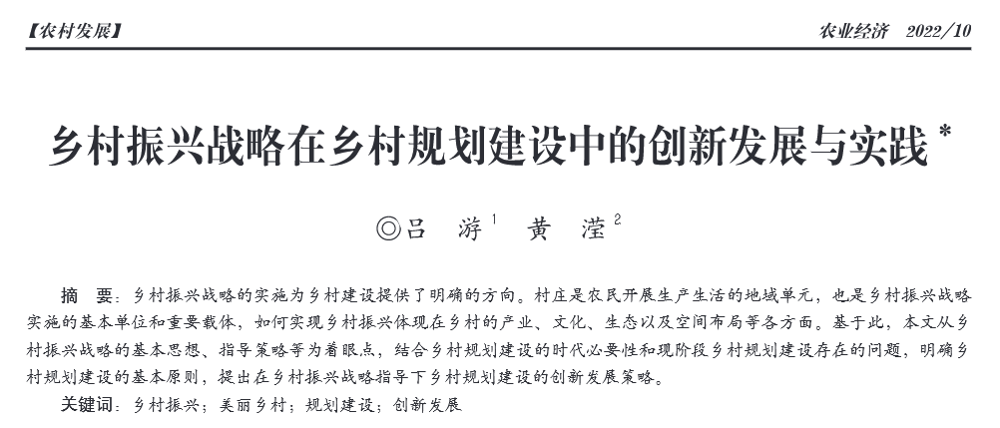 【农村发展】 农业经济 2022/10
乡村振兴战略在乡村规划建设中的创新发展与实践*
◎吕 游1 黄 滢2
摘 要：乡村振兴战略的实施为乡村建设提供了明确的方向。村庄是农民开展生产生活的地域单元，也是乡村振兴战略
实施的基本单位和重要载体，如何实现乡村振兴体现在乡村的产业、文化、生态以及空间布局等各方面。基于此，本文从乡
村振兴战略的基本思想、指导策略等为着眼点，结合乡村规划建设的时代必要性和现阶段乡村规划建设存在的问题，明确乡
村规划建设的基本原则，提出在乡村振兴战略指导下乡村规划建设的创新发展策略。
关键词：乡村振兴；美丽乡村；规划建设；创新发展